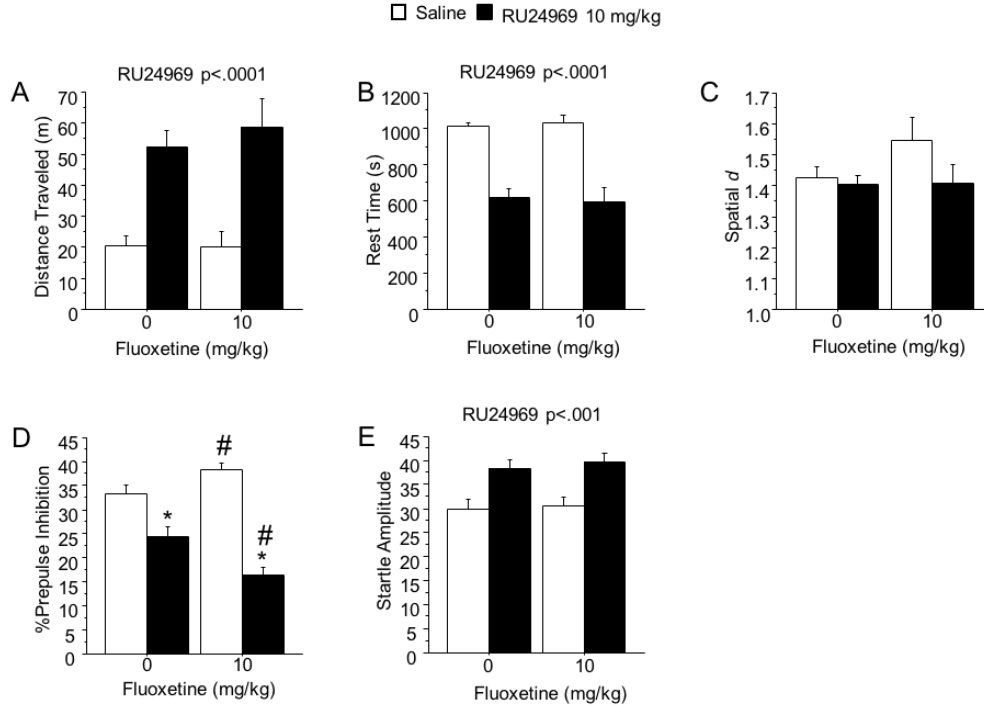 Saline RU24969 10 mg/kg
A
RU24969 p<.0001
Distance Traveled (m)
70
60
50
40
30
20
10
0
0 10
Fluoxetine (mg/kg)
B
RU24969 p<.0001
Rest Time (s)
1200
1000
800
600
400
200
0
0 10
Fluoxetine (mg/kg)
C
Spatial d
1.7
1.6
1.5
1.4
1.3
1.2
1.1
1.0
0 10
Fluoxetine (mg/kg)
D
%Prepulse Inhibition
45
40
35
30
25
20
15
10
5
0
#
*
#
*
0 10
Fluoxetine (mg/kg)
E
RU24969 p<.001
Startle Amplitude
45
40
35
30
25
20
15
10
5
0
0 10
Fluoxetine (mg/kg)